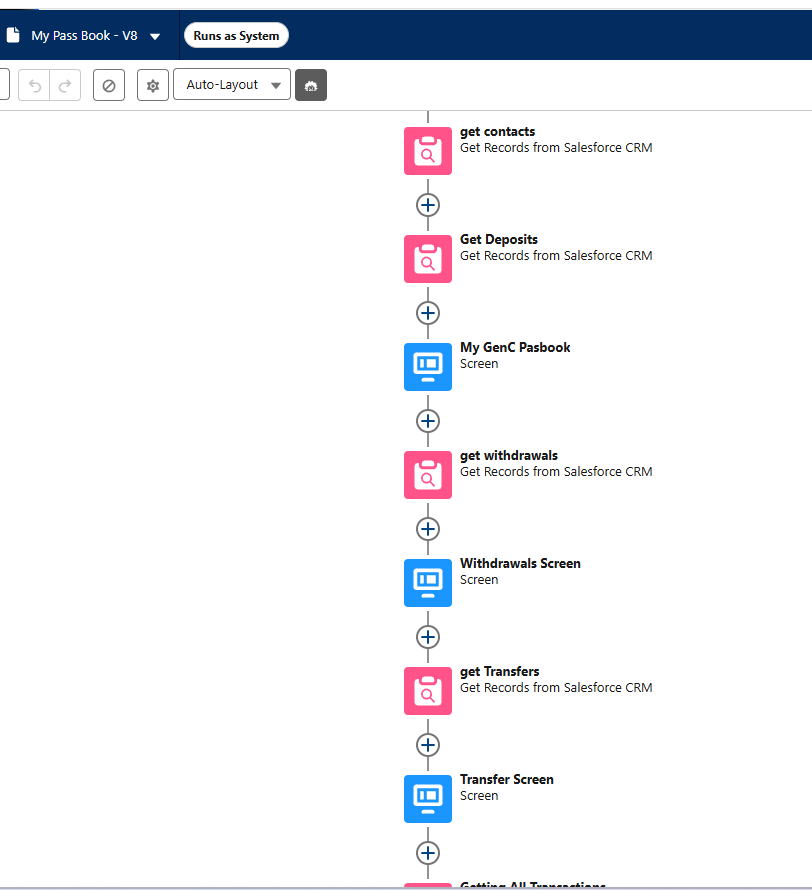 My Pass Book - V8
Runs as System
Auto-Layout
get contacts
Get Records from Salesforce CRM
Get Deposits
Get Records from Salesforce CRM
My GenC Pasbook
Screen
get withdrawals
Get Records from Salesforce CRM
Withdrawals Screen
Screen
get Transfers
Get Records from Salesforce CRM
Transfer Screen
Screen
Getting All Transactions